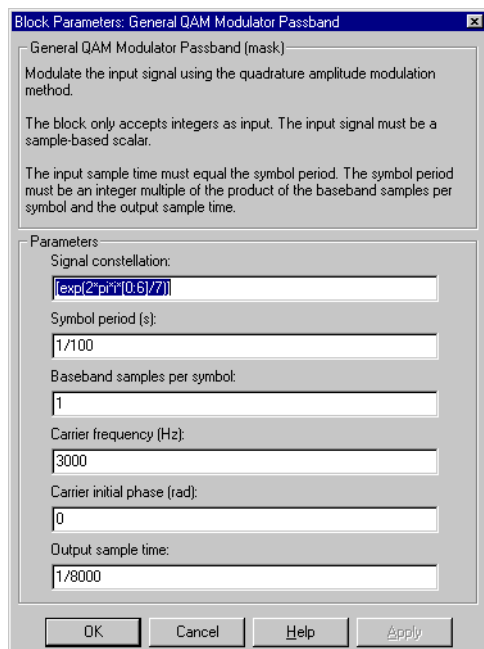 Block Parameters: General QAM Modulator Passband
General QAM Modulator Passband (mask)
Modulate the input signal using the quadrature amplitude modulation
method.
The block only accepts integers as input. The input signal must be a
sample-based scalar.
The input sample time must equal the symbol period. The symbol period
must be an integer multiple of the product of the baseband samples per
symbol and the output sample time.
Parameters
Signal constellation:
[exp(2*pi*i*[0:6]/7)]
Symbol period (s):
1/100
Baseband samples per symbol:
1
Carrier frequency (Hz):
3000
Carrier initial phase (rad):
0
Output sample time:
1/8000
OK Cancel Help Apply